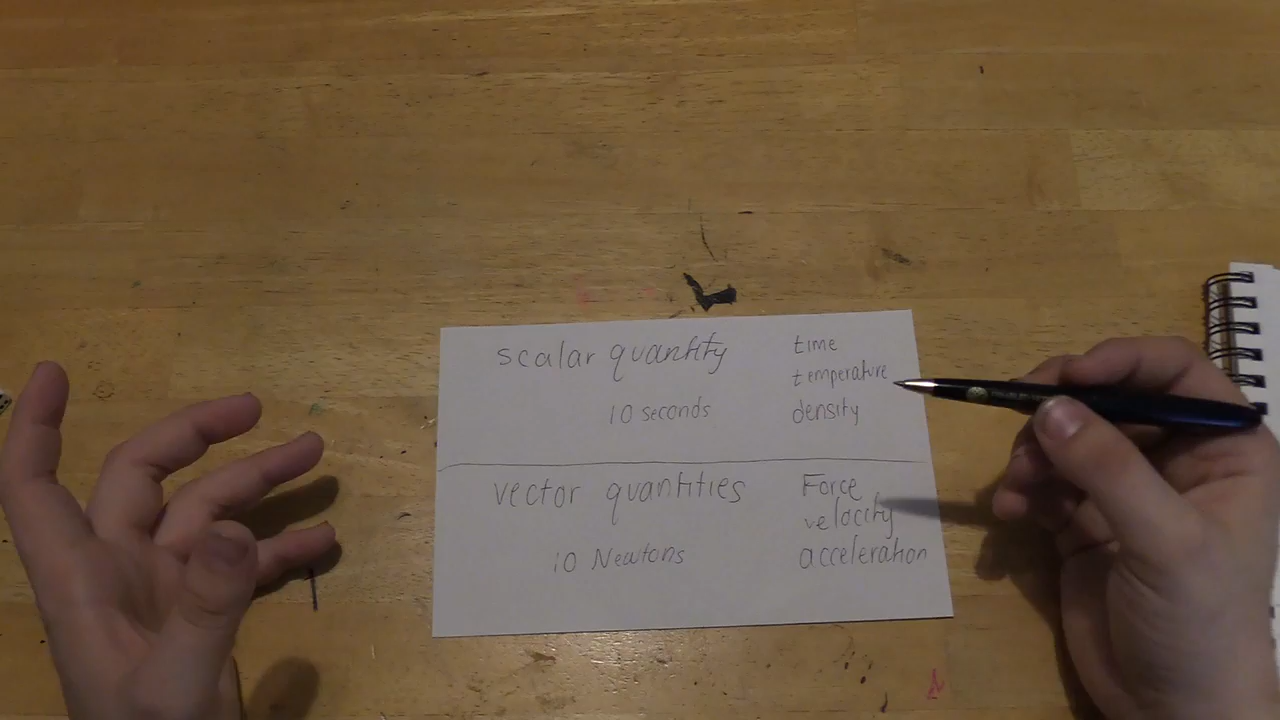 scalar quantity
10 seconds
time
temperature
density
vector quantities
10 Newtons
Force
velocity
acceleration